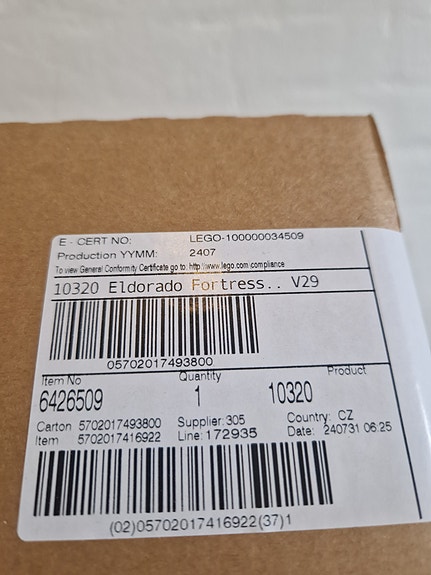 E - CERT NO: LEGO-100000034509
Production YYMM: 2407
To view General Conformity Certificate go to: http://www.lego.com/compliance
10320 Eldorado Fortress.. V29
05702017493800
Item No Quantity Product
6426509 1 10320
Carton 5702017493800 Supplier: 305 Country: CZ
Item 5702017416922 Line: 172935 Date: 240731 06:25
(02)05702017416922(37)1